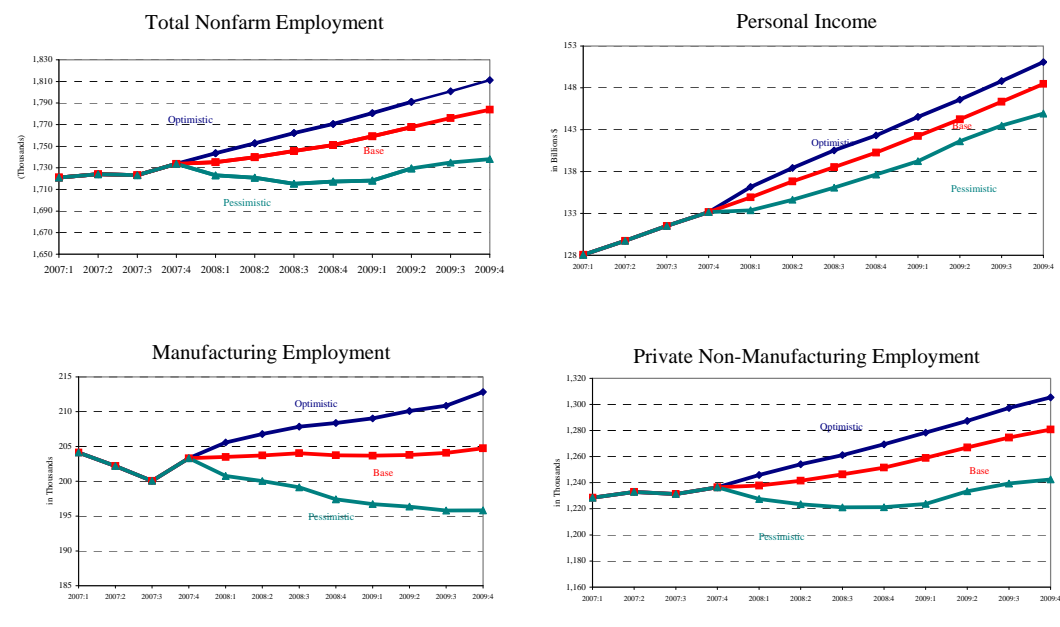 Total Nonfarm Employment
(Thousands)
1,830
1,810
1,790
1,770
1,750
1,730
1,710
1,690
1,670
1,650
Optimistic
Base
Pessimistic
2007:1 2007:2 2007:3 2007:4 2008:1 2008:2 2008:3 2008:4 2009:1 2009:2 2009:3 2009:4
Personal Income
in Billions $
153
148
143
138
133
128
Optimistic
Base
Pessimistic
2007:1 2007:2 2007:3 2007:4 2008:1 2008:2 2008:3 2008:4 2009:1 2009:2 2009:3 2009:4
Manufacturing Employment
in Thousands
215
210
205
200
195
190
185
Optimistic
Base
Pessimistic
2007:1 2007:2 2007:3 2007:4 2008:1 2008:2 2008:3 2008:4 2009:1 2009:2 2009:3 2009:4
Private Non-Manufacturing Employment
in Thousands
1,320
1,300
1,280
1,260
1,240
1,220
1,200
1,180
1,160
Optimistic
Base
Pessimistic
2007:1 2007:2 2007:3 2007:4 2008:1 2008:2 2008:3 2008:4 2009:1 2009:2 2009:3 2009:4